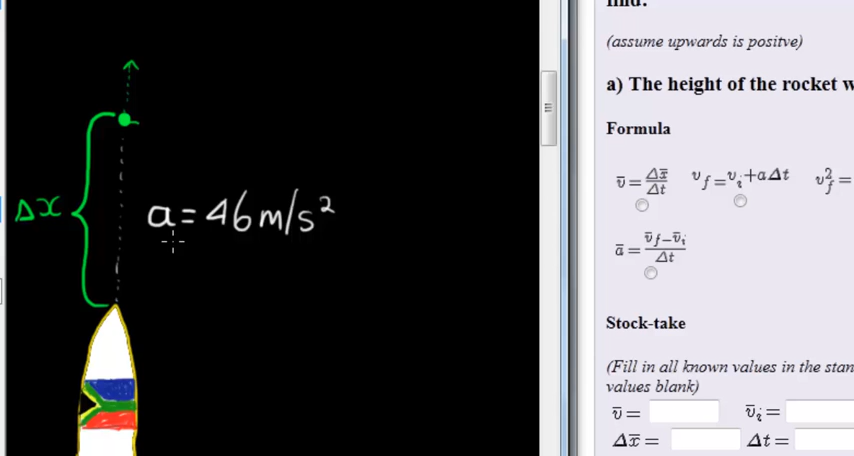 Δx
a = 46 m/s²
find:
(assume upwards is positve)
a) The height of the rocket w
Formula
v̄ = Δx̄/Δt v_f = v_i + aΔt v_f² =
ā = (v̄_f − v̄_i)/Δt
Stock-take
(Fill in all known values in the stan
values blank)
v̄ = v̄_i =
Δx̄ = Δt =